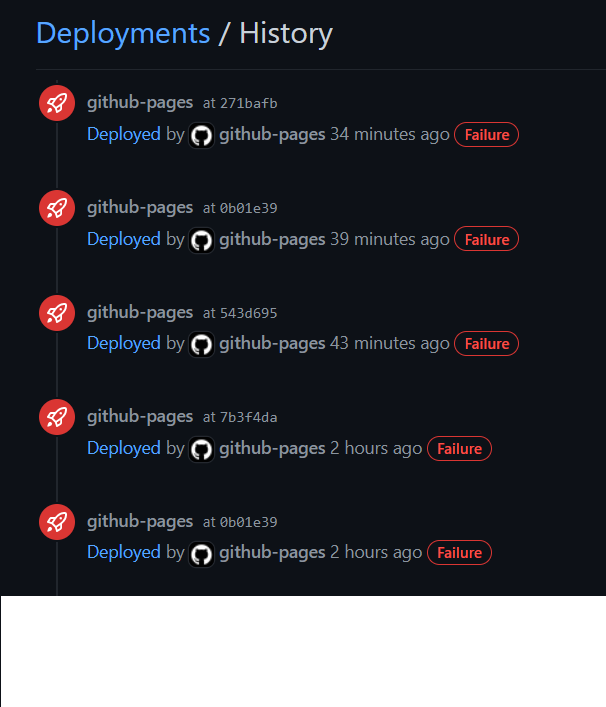 Deployments / History
github-pages at 271bafb
Deployed by github-pages 34 minutes ago Failure
github-pages at 0b01e39
Deployed by github-pages 39 minutes ago Failure
github-pages at 543d695
Deployed by github-pages 43 minutes ago Failure
github-pages at 7b3f4da
Deployed by github-pages 2 hours ago Failure
github-pages at 0b01e39
Deployed by github-pages 2 hours ago Failure